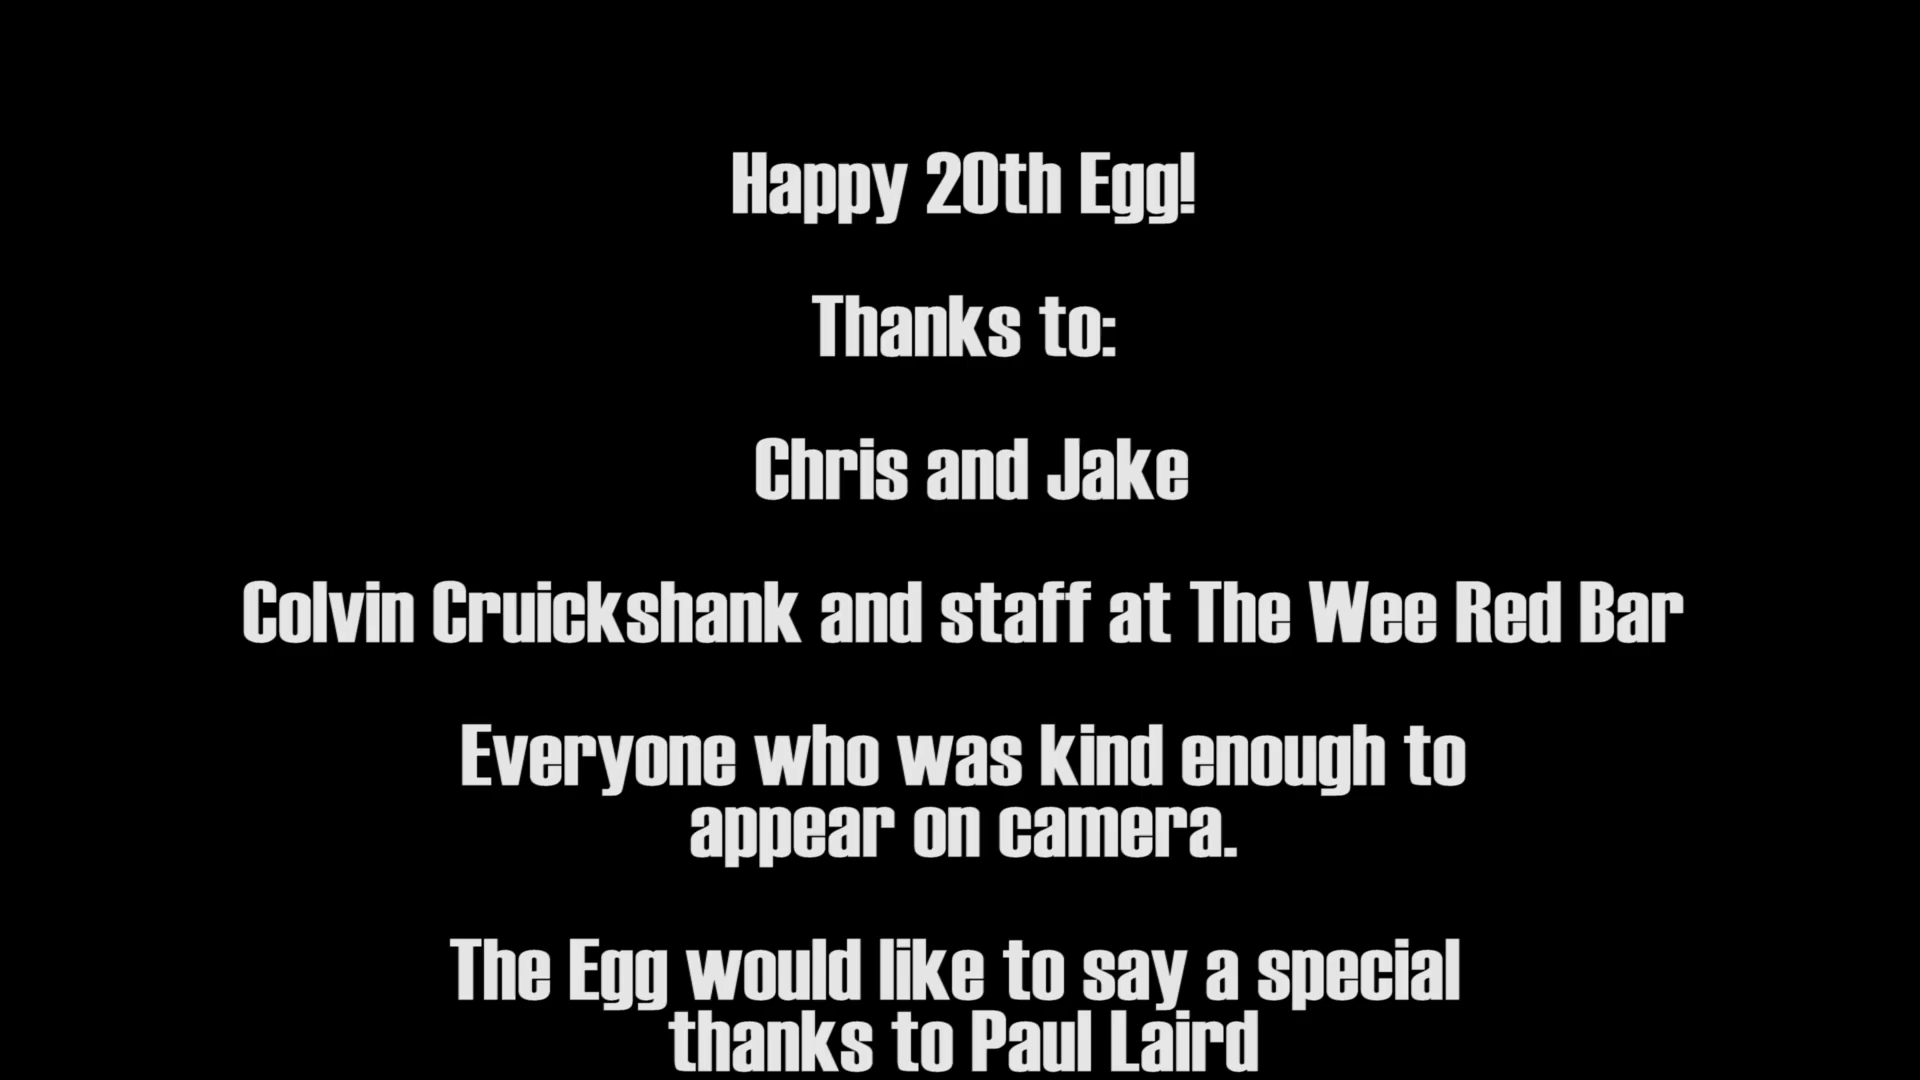 Happy 20th Egg!
Thanks to:
Chris and Jake
Colvin Cruickshank and staff at The Wee Red Bar
Everyone who was kind enough to
appear on camera.
The Egg would like to say a special
thanks to Paul Laird